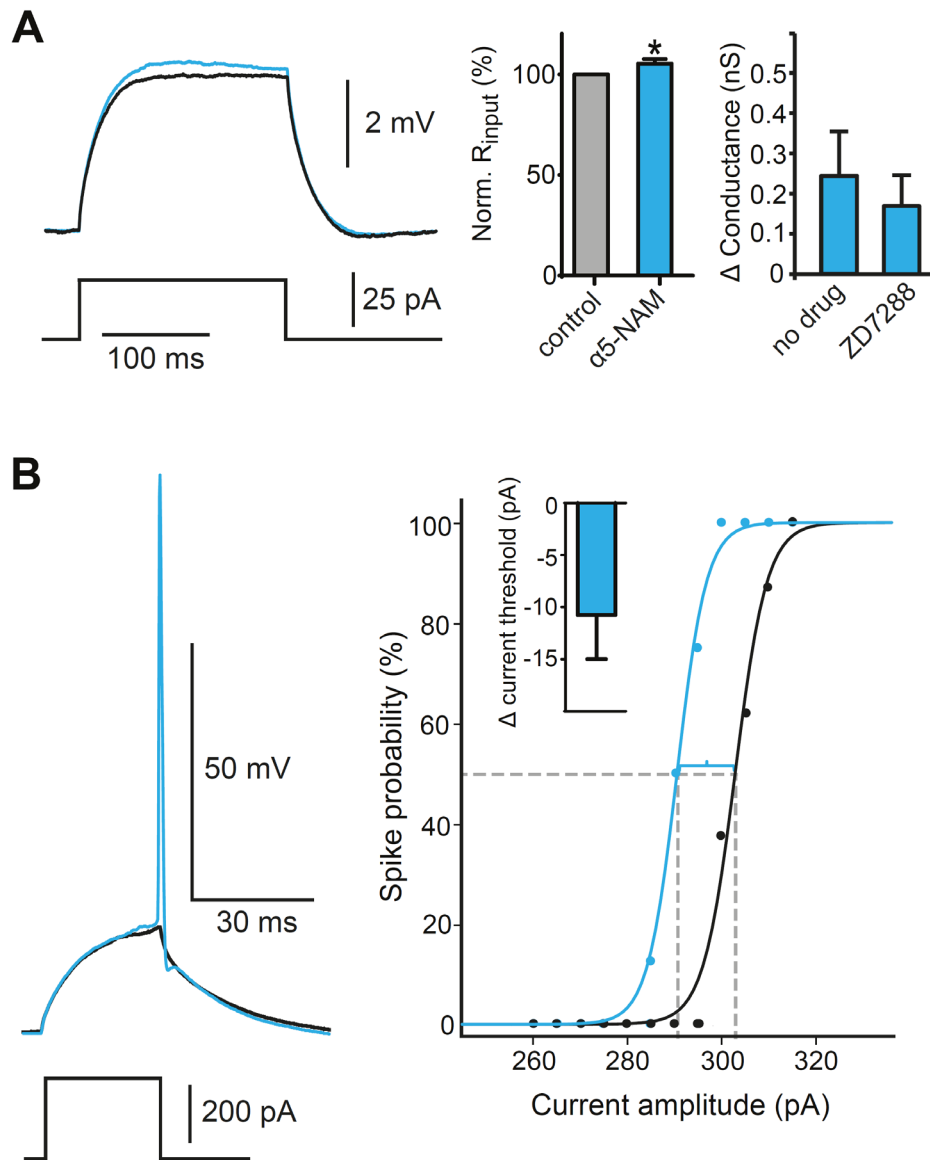 A
2 mV
25 pA
100 ms
Norm. Rinput (%)
100
50
0
*
control
α5-NAM
Δ Conductance (nS)
0.5
0.4
0.3
0.2
0.1
0
no drug
ZD7288
B
50 mV
30 ms
200 pA
Spike probability (%)
100
80
60
40
20
0
Δ current threshold (pA)
0
-5
-10
-15
260
280
300
320
Current amplitude (pA)